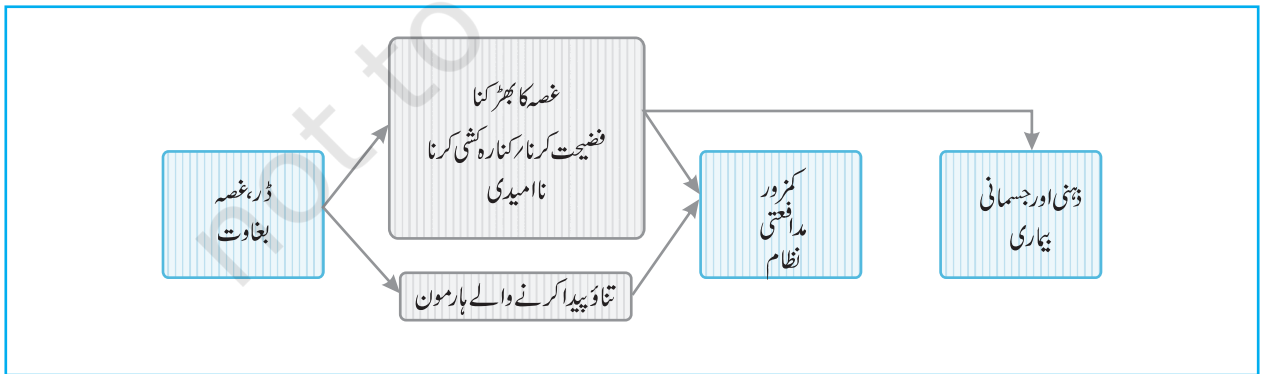 غصہ کا بھڑکنا
فضیحت کرنا/کنارہ کشی کرنا
ناامیدی
ڈر،غصہ
بغاوت
تناؤ پیدا کرنے والے ہارمون
کمزور
مدافعتی
نظام
ذہنی اور جسمانی
بیماری
not to